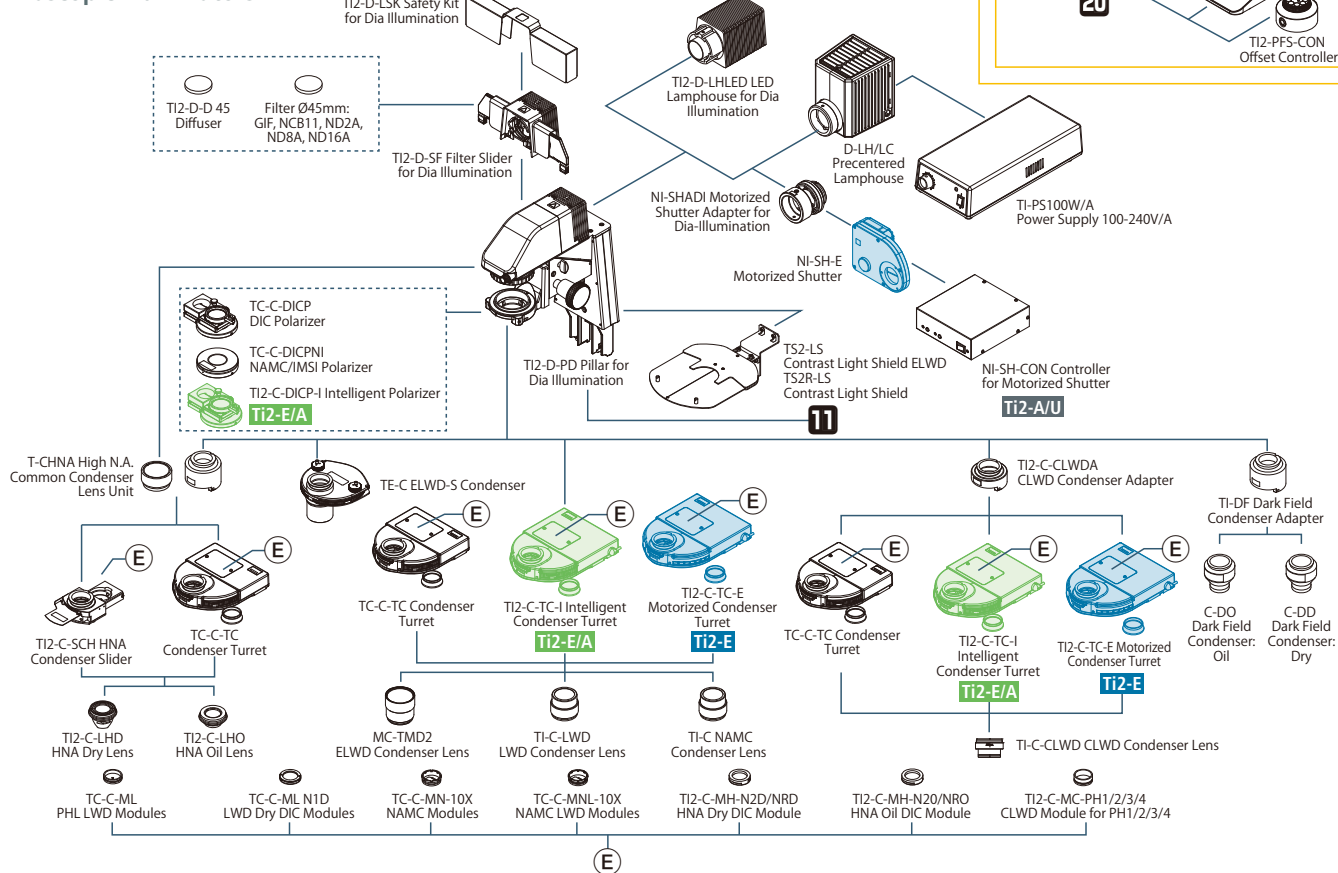 TI2-D-LSK Safety Kit
for Dia Illumination
20
TI2-PFS-CON
Offset Controller
TI2-D-D 45
Diffuser
Filter Ø45mm:
GIF, NCB11, ND2A,
ND8A, ND16A
TI2-D-SF Filter Slider
for Dia Illumination
TI2-D-LHLED LED
Lamphouse for Dia
Illumination
D-LH/LC
Precentered
Lamphouse
TI-PS100W/A
Power Supply 100-240V/A
NI-SHADI Motorized
Shutter Adapter for
Dia-Illumination
NI-SH-E
Motorized Shutter
NI-SH-CON Controller
for Motorized Shutter
Ti2-A/U
TC-C-DICP
DIC Polarizer
TC-C-DICPNI
NAMC/IMSI Polarizer
TI2-C-DICP-I Intelligent Polarizer
Ti2-E/A
TI2-D-PD Pillar for
Dia Illumination
TS2-LS
Contrast Light Shield ELWD
TS2R-LS
Contrast Light Shield
11
T-CHNA High N.A.
Common Condenser
Lens Unit
TE-C ELWD-S Condenser
TI2-C-CLWDA
CLWD Condenser Adapter
TI-DF Dark Field
Condenser Adapter
E
E
E
E
E
E
E
E
TI2-C-SCH HNA
Condenser Slider
TC-C-TC
Condenser Turret
TC-C-TC Condenser
Turret
TI2-C-TC-I Intelligent
Condenser Turret
Ti2-E/A
TI2-C-TC-E
Motorized Condenser
Turret
Ti2-E
TC-C-TC Condenser
Turret
TI2-C-TC-I
Intelligent
Condenser Turret
Ti2-E/A
TI2-C-TC-E Motorized
Condenser Turret
Ti2-E
C-DO
Dark Field
Condenser:
Oil
C-DD
Dark Field
Condenser:
Dry
TI2-C-LHD
HNA Dry Lens
TI2-C-LHO
HNA Oil Lens
MC-TMD2
ELWD Condenser Lens
TI-C-LWD
LWD Condenser Lens
TI-C NAMC
Condenser Lens
TI-C-CLWD CLWD Condenser Lens
TC-C-ML
PHL LWD Modules
TC-C-ML N1D
LWD Dry DIC Modules
TC-C-MN-10X
NAMC Modules
TC-C-MNL-10X
NAMC LWD Modules
TI2-C-MH-N2D/NRD
HNA Dry DIC Module
TI2-C-MH-N20/NRO
HNA Oil DIC Module
TI2-C-MC-PH1/2/3/4
CLWD Module for PH1/2/3/4
E